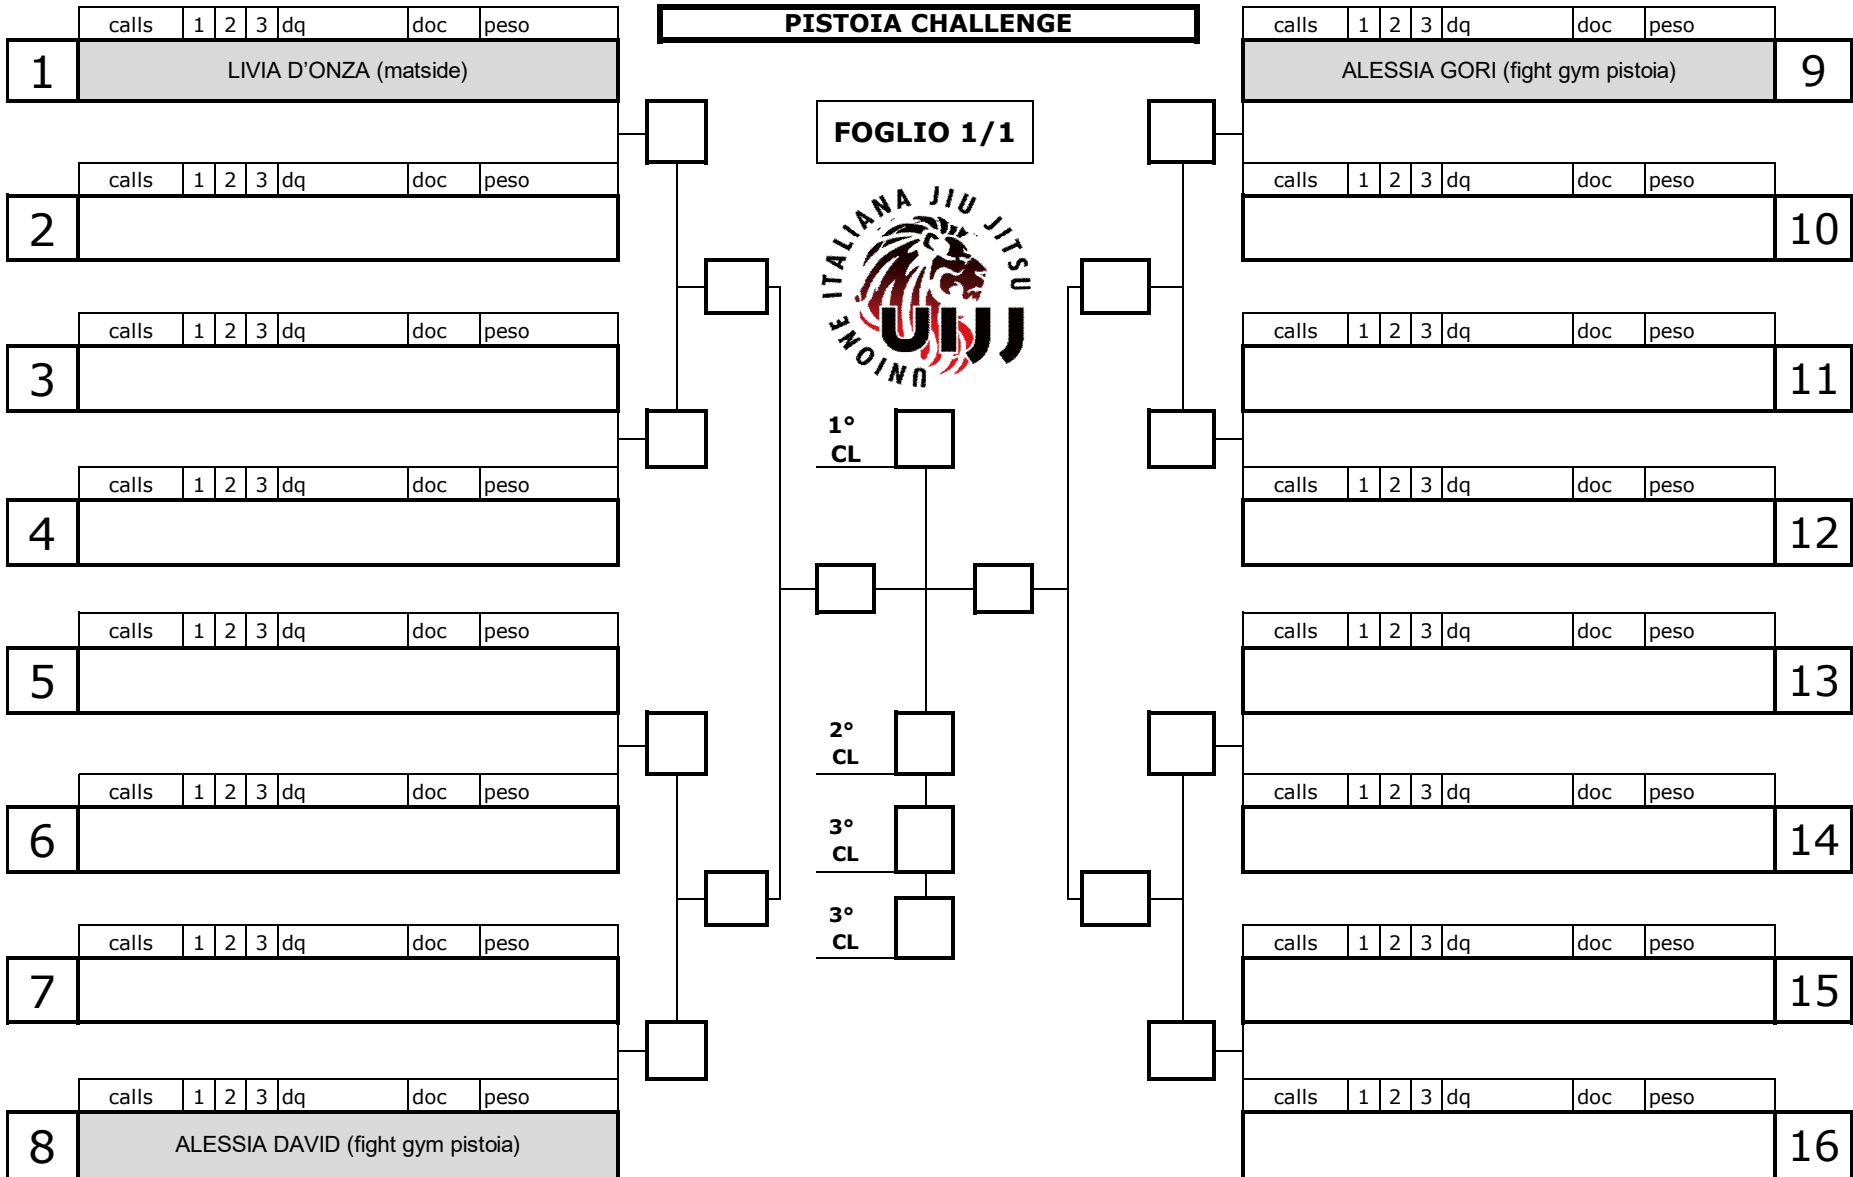 PISTOIA CHALLENGE
calls 1 2 3 dq doc peso
1 LIVIA D'ONZA (matside)
calls 1 2 3 dq doc peso
2
calls 1 2 3 dq doc peso
3
calls 1 2 3 dq doc peso
4
calls 1 2 3 dq doc peso
5
calls 1 2 3 dq doc peso
6
calls 1 2 3 dq doc peso
7
calls 1 2 3 dq doc peso
8 ALESSIA DAVID (fight gym pistoia)
FOGLIO 1/1
UNIONE ITALIANA JIU JITSU
UIJJ
1°
CL
2°
CL
3°
CL
3°
CL
calls 1 2 3 dq doc peso
ALESSIA GORI (fight gym pistoia) 9
calls 1 2 3 dq doc peso
10
calls 1 2 3 dq doc peso
11
calls 1 2 3 dq doc peso
12
calls 1 2 3 dq doc peso
13
calls 1 2 3 dq doc peso
14
calls 1 2 3 dq doc peso
15
calls 1 2 3 dq doc peso
16